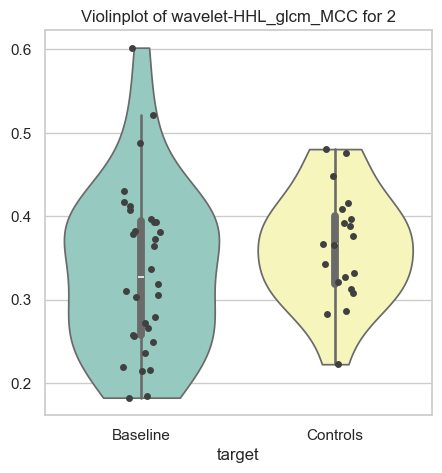 Violinplot of wavelet-HHL_glcm_MCC for 2
0.6
0.5
0.4
0.3
0.2
Baseline
Controls
target